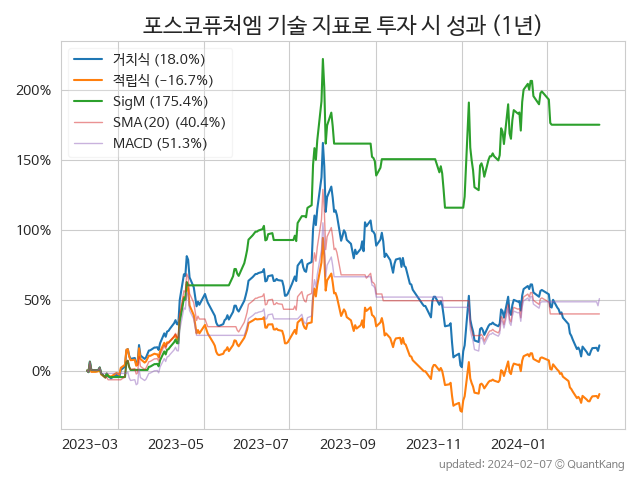 포스코퓨처엠 기술 지표로 투자 시 성과 (1년)
거치식 (18.0%)
적립식 (-16.7%)
SigM (175.4%)
SMA(20) (40.4%)
MACD (51.3%)
200%
150%
100%
50%
0%
2023-03 2023-05 2023-07 2023-09 2023-11 2024-01
updated: 2024-02-07 © QuantKang